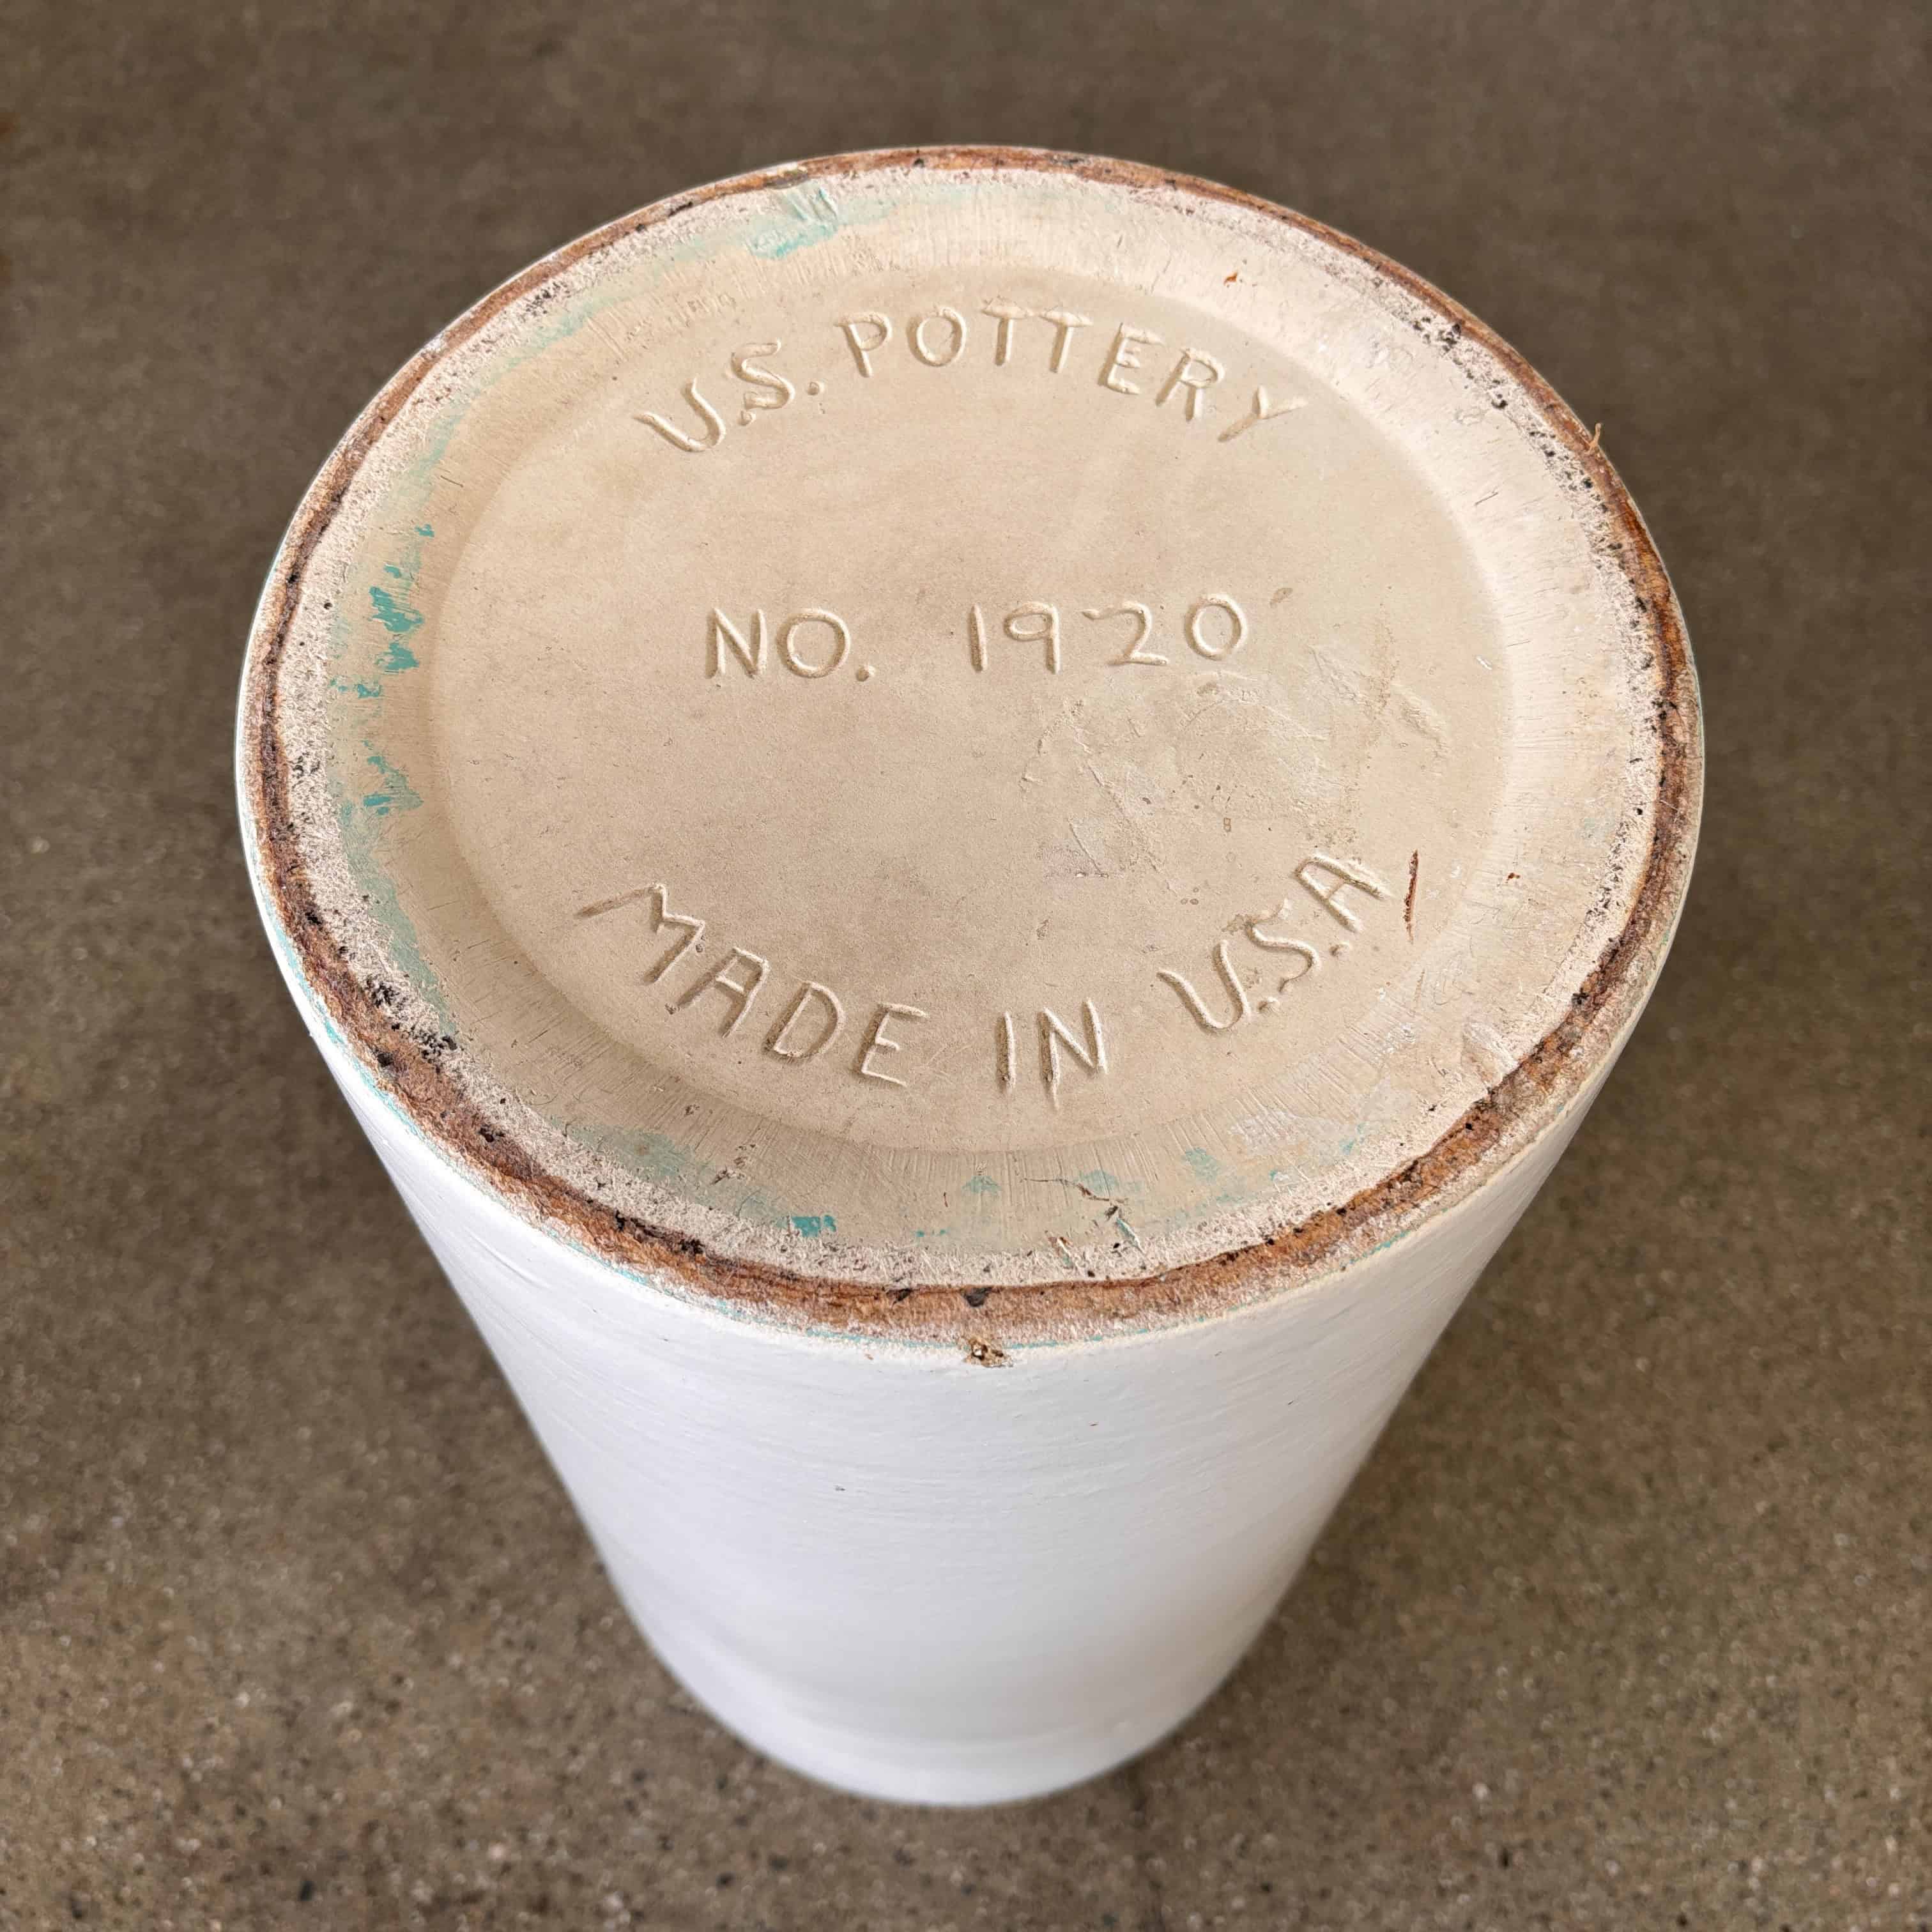 U.S. POTTERY
NO. 1920
MADE IN U.S.A